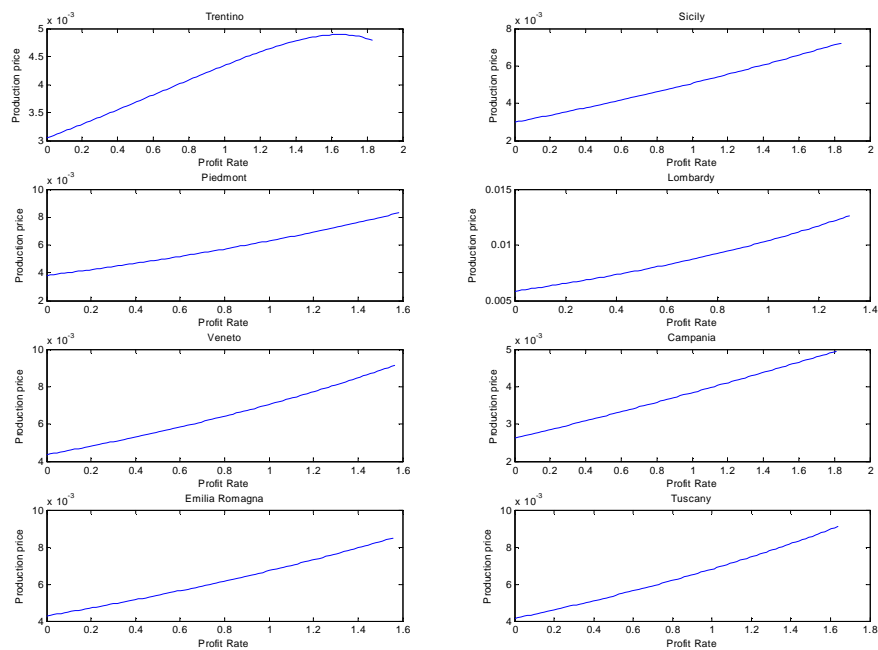 Trentino
x 10-3
5
4.5
4
3.5
3
Production price
0 0.2 0.4 0.6 0.8 1 1.2 1.4 1.6 1.8 2
Profit Rate
Sicily
x 10-3
8
6
4
2
Production price
0 0.2 0.4 0.6 0.8 1 1.2 1.4 1.6 1.8 2
Profit Rate
Piedmont
x 10-3
10
8
6
4
2
Production price
0 0.2 0.4 0.6 0.8 1 1.2 1.4 1.6
Profit Rate
Lombardy
0.015
0.01
0.005
Production price
0 0.2 0.4 0.6 0.8 1 1.2 1.4
Profit Rate
Veneto
x 10-3
10
8
6
4
Production price
0 0.2 0.4 0.6 0.8 1 1.2 1.4 1.6
Profit Rate
Campania
x 10-3
5
4
3
2
Production price
0 0.2 0.4 0.6 0.8 1 1.2 1.4 1.6 1.8 2
Profit Rate
Emilia Romagna
x 10-3
10
8
6
4
Production price
0 0.2 0.4 0.6 0.8 1 1.2 1.4 1.6
Profit Rate
Tuscany
x 10-3
10
8
6
4
Production price
0 0.2 0.4 0.6 0.8 1 1.2 1.4 1.6 1.8
Profit Rate